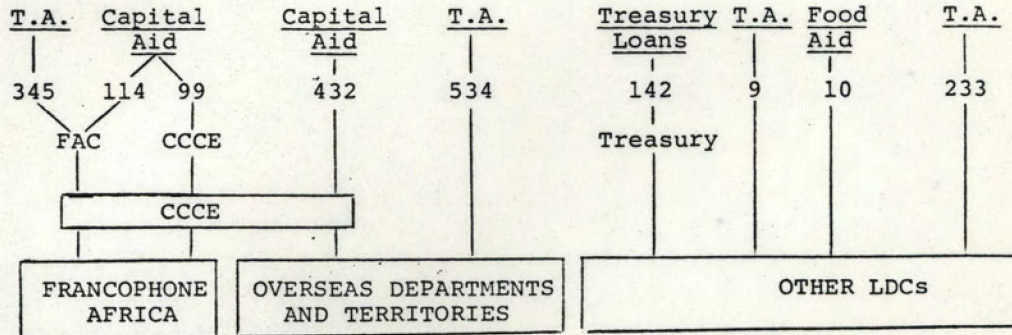 T.A. Capital Capital T.A. Treasury T.A. Food T.A.
Aid Aid Loans Aid
345 114 99 432 534 142 9 10 233
FAC CCCE Treasury
CCCE
FRANCOPHONE OVERSEAS DEPARTMENTS OTHER LDCs
AFRICA AND TERRITORIES